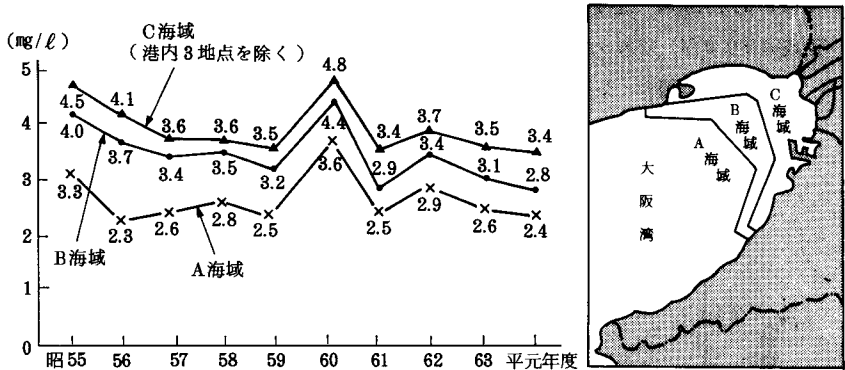 (mg/ℓ)
C海域
(港内3地点を除く)
5
4
3
2
1
0
4.5 4.1 3.6 3.6 3.5 4.8 3.4 3.7 3.5 3.4
4.0 3.7 3.4 3.5 3.2 4.4 2.9 3.4 3.1 2.8
3.3 2.3 2.6 2.8 2.5 3.6 2.5 2.9 2.6 2.4
B海域
A海域
昭55 56 57 58 59 60 61 62 63 平元年度
C海域
B海域
A海域
大阪湾